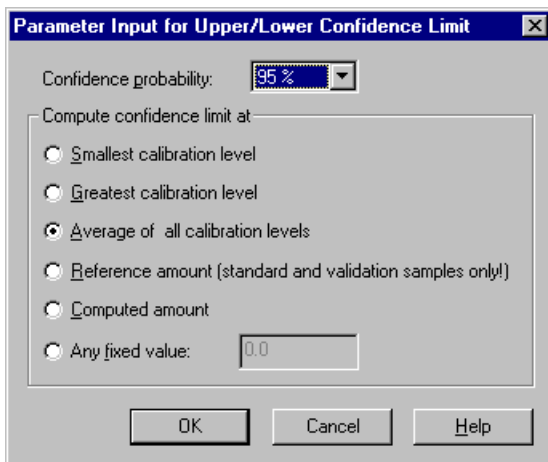 Parameter Input for Upper/Lower Confidence Limit
Confidence probability: 95 %
Compute confidence limit at
Smallest calibration level
Greatest calibration level
Average of all calibration levels
Reference amount (standard and validation samples only!)
Computed amount
Any fixed value: 0.0
OK Cancel Help